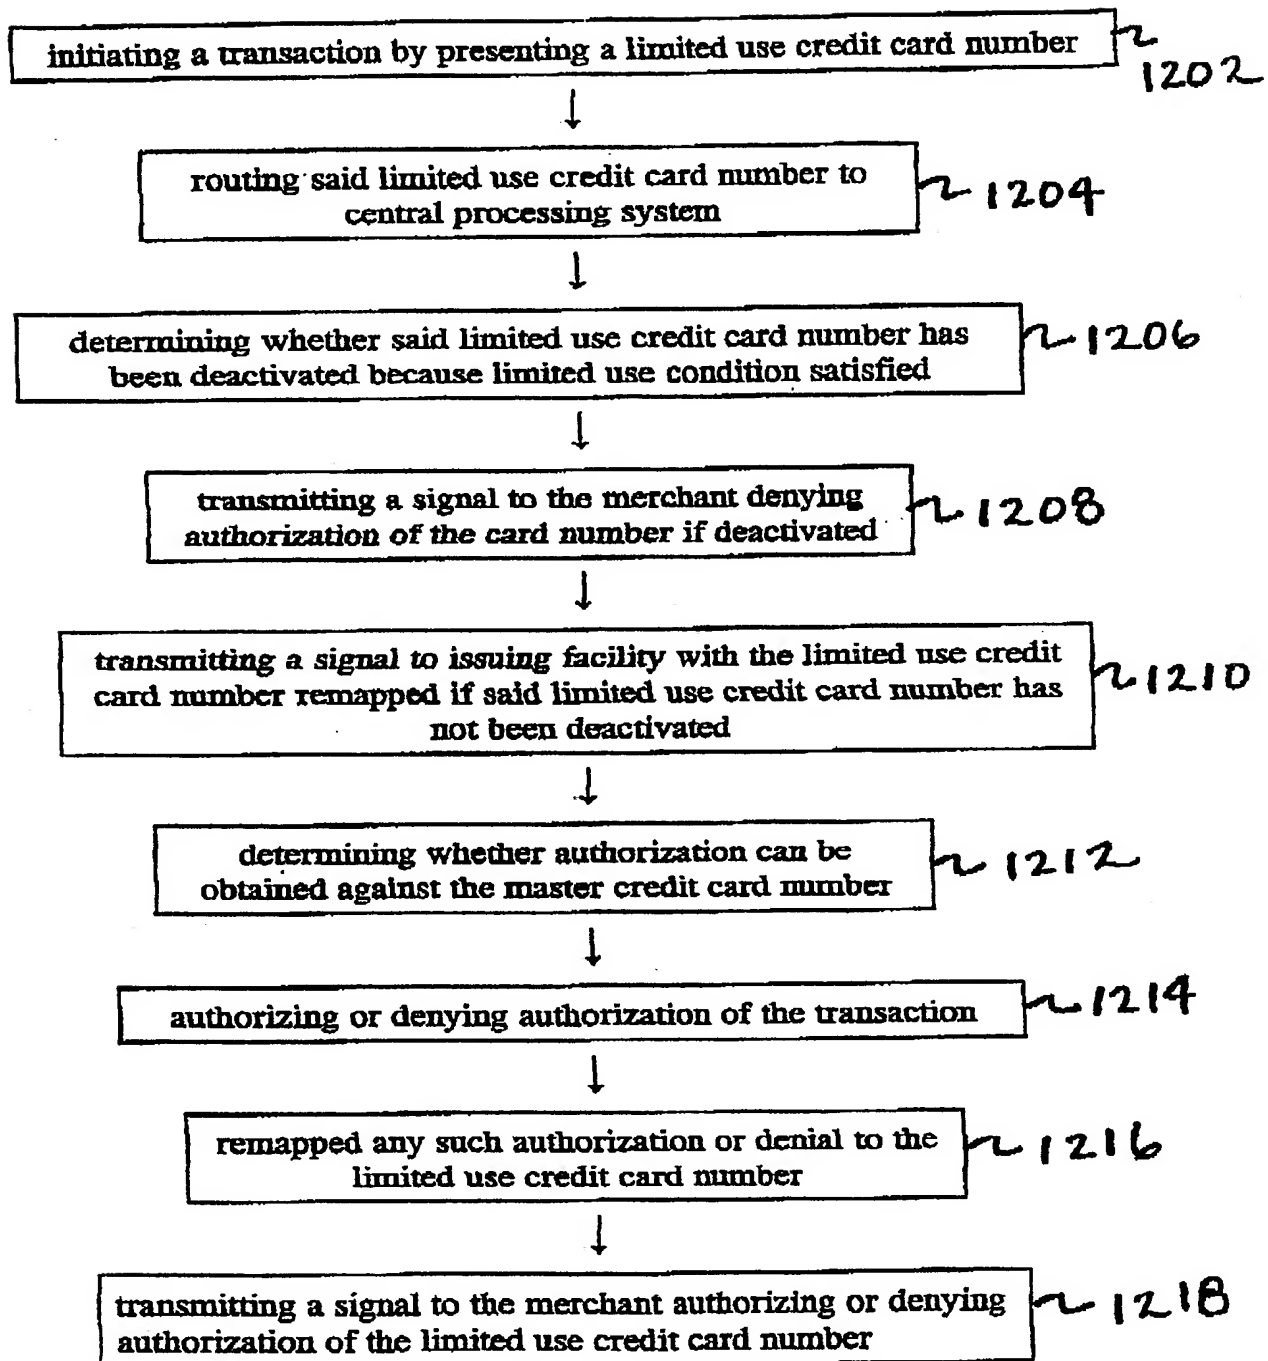 initiating a transaction by presenting a limited use credit card number
1202
routing said limited use credit card number to
central processing system
1204
determining whether said limited use credit card number has
been deactivated because limited use condition satisfied
1206
transmitting a signal to the merchant denying
authorization of the card number if deactivated
1208
transmitting a signal to issuing facility with the limited use credit
card number remapped if said limited use credit card number has
not been deactivated
1210
determining whether authorization can be
obtained against the master credit card number
1212
authorizing or denying authorization of the transaction
1214
remapped any such authorization or denial to the
limited use credit card number
1216
transmitting a signal to the merchant authorizing or denying
authorization of the limited use credit card number
1218